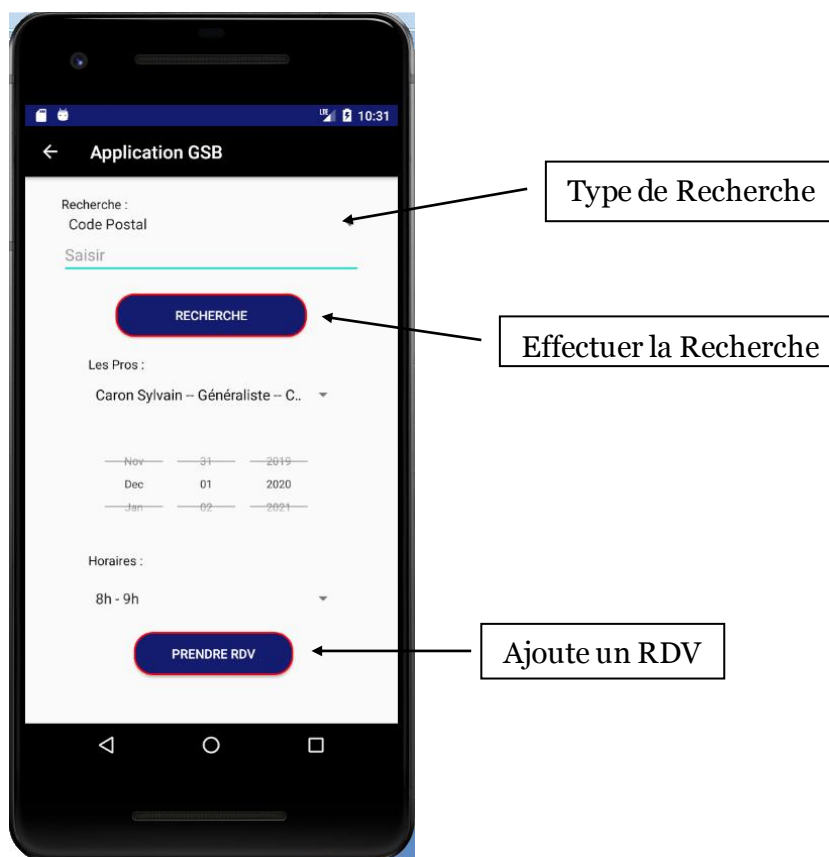 LTE 10:31
Application GSB
Recherche :
Code Postal
Saisir
RECHERCHE
Les Pros :
Caron Sylvain -- Généraliste -- C..
Nov 31 2019
Dec 01 2020
Jan 02 2021
Horaires :
8h - 9h
PRENDRE RDV
Type de Recherche
Effectuer la Recherche
Ajoute un RDV